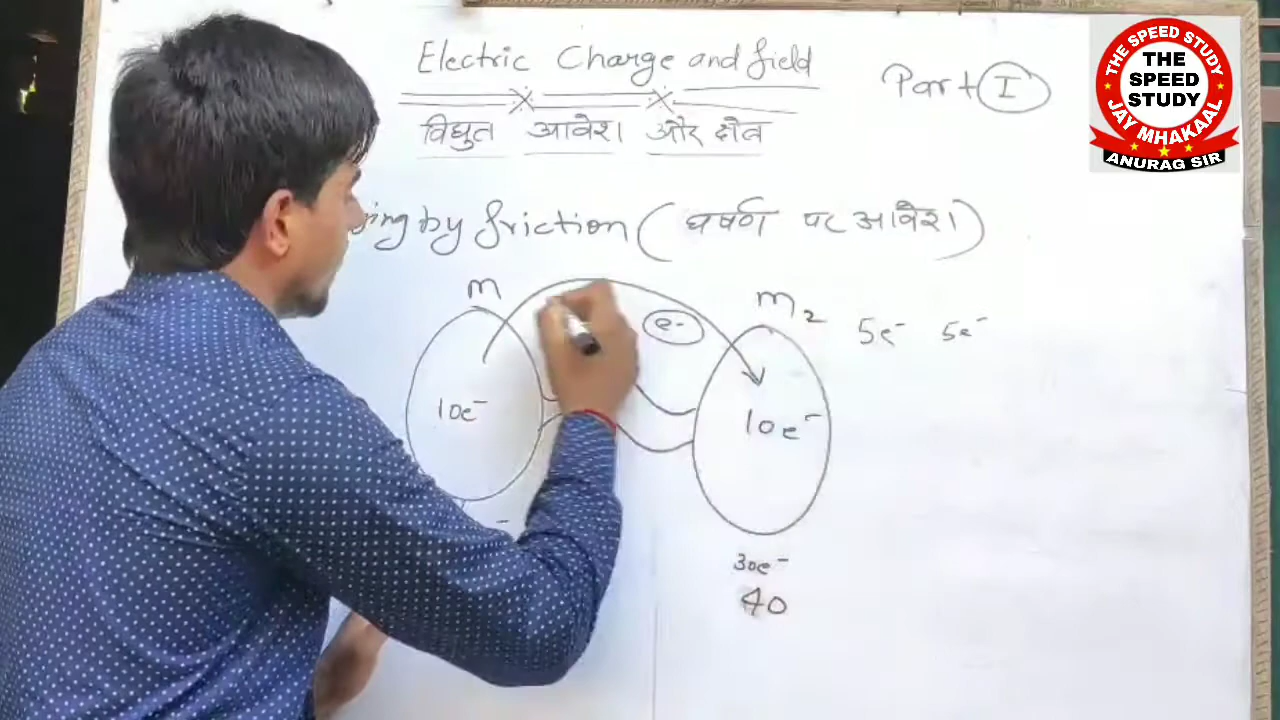 Electric Charge and field
Part I
विद्युत आवेश और क्षेत्र
ing by friction (घर्षण पर आवेश)
m
m2
5e- 5e-
e-
10e-
10e-
30e-
40
THE SPEED STUDY
THE
SPEED
STUDY
JAY MHAKAAL
ANURAG SIR